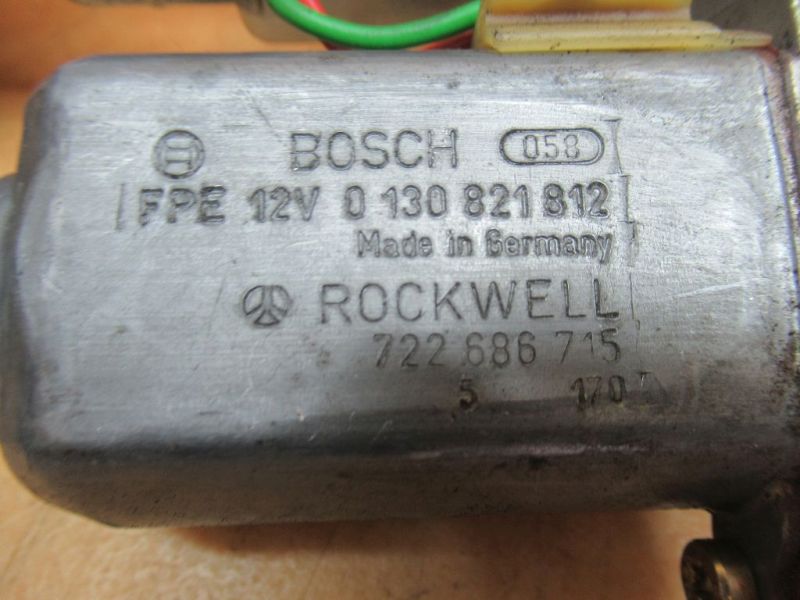 BOSCH 058
FPE 12V 0 130 821 812
Made in Germany
ROCKWELL
722 686 715
5 170